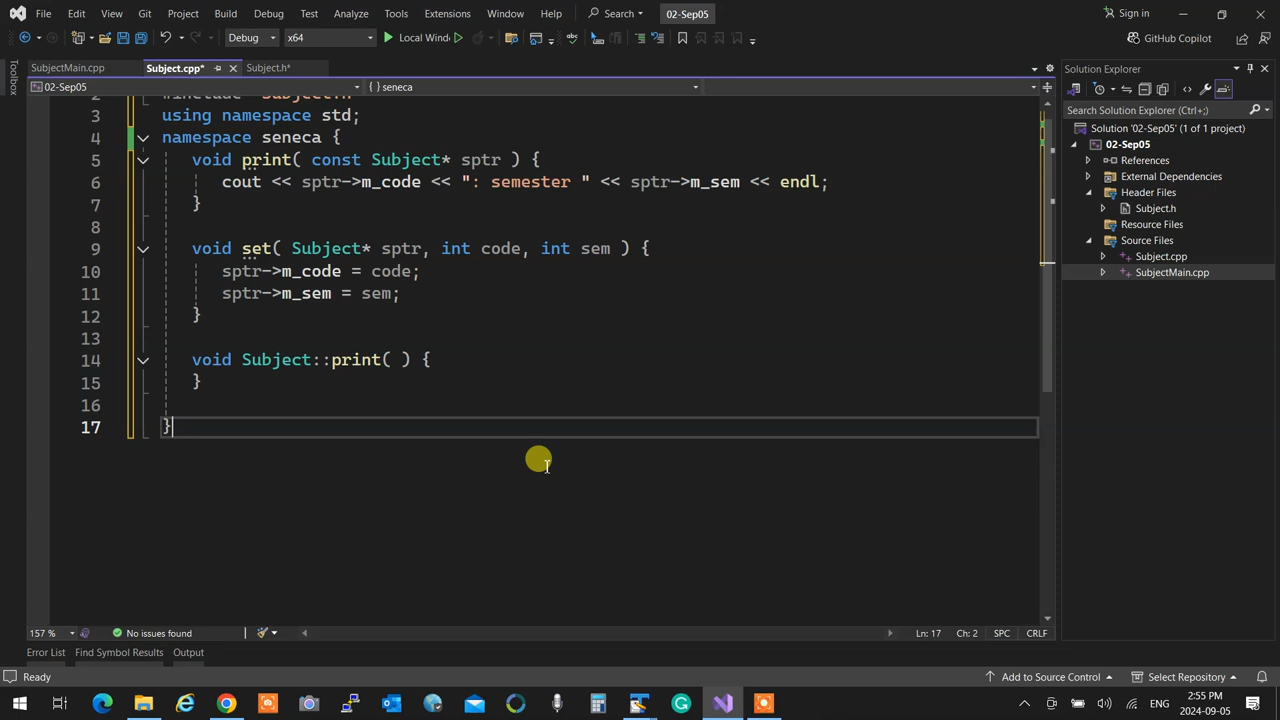 File Edit View Git Project Build Debug Test Analyze Tools Extensions Window Help Search 02-Sep05 Sign in
Debug x64 Local Wind GitHub Copilot
Toolbox
SubjectMain.cpp Subject.cpp* Subject.h*
02-Sep05 { } seneca
3 using namespace std;
4 namespace seneca {
5 void print( const Subject* sptr ) {
6 cout << sptr->m_code << ": semester " << sptr->m_sem << endl;
7 }
8
9 void set( Subject* sptr, int code, int sem ) {
10 sptr->m_code = code;
11 sptr->m_sem = sem;
12 }
13
14 void Subject::print( ) {
15 }
16
17 }
157 % No issues found Ln: 17 Ch: 2 SPC CRLF
Error List Find Symbol Results Output
Ready Add to Source Control Select Repository
Solution Explorer
Search Solution Explorer (Ctrl+;)
Solution '02-Sep05' (1 of 1 project)
02-Sep05
References
External Dependencies
Header Files
Subject.h
Resource Files
Source Files
Subject.cpp
SubjectMain.cpp
ENG 2:55 PM
2024-09-05